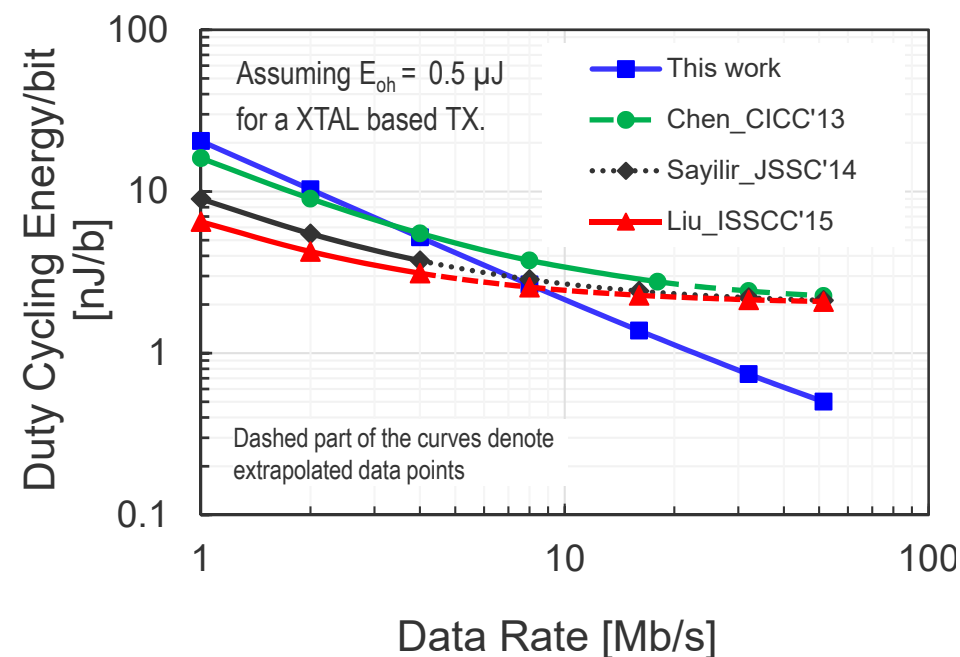 Duty Cycling Energy/bit
[nJ/b]
100
10
1
0.1
Assuming Eoh = 0.5 µJ
for a XTAL based TX.
This work
Chen_CICC'13
Sayilir_JSSC'14
Liu_ISSCC'15
Dashed part of the curves denote
extrapolated data points
1
10
100
Data Rate [Mb/s]